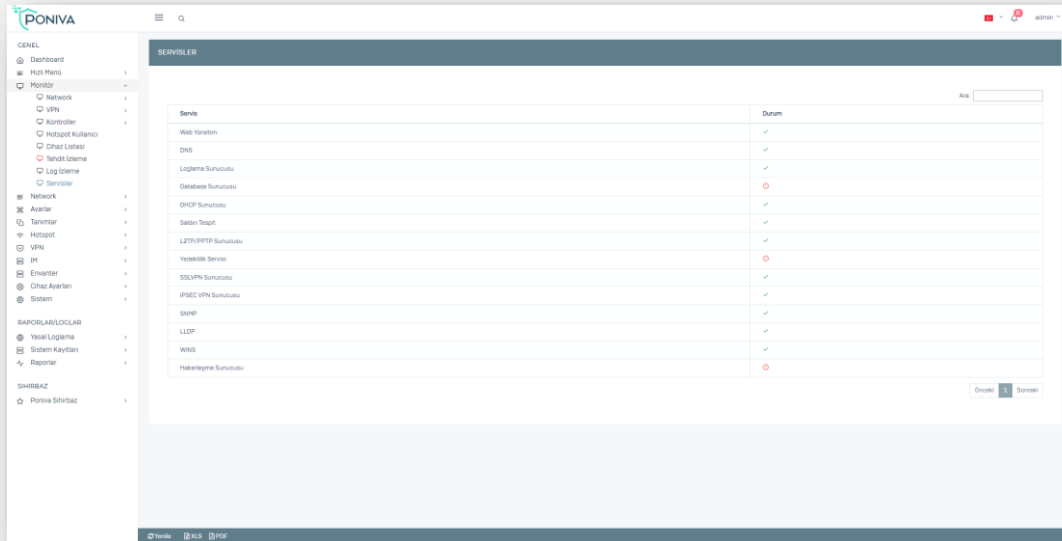 PONIVA
0
admin
GENEL
Dashboard
Hızlı Menü
Monitör
Network
VPN
Kontroller
Hotspot Kullanıcı
Cihaz Listesi
Tehdit İzleme
Log İzleme
Servisler
Network
Ayarlar
Tanımlar
Hotspot
VPN
IM
Envanter
Cihaz Ayarları
Sistem
RAPORLAR/LOGLAR
Yasal Loglama
Sistem Kayıtları
Raporlar
SIHIRBAZ
Poniva Sihirbaz
SERVİSLER
Ara:
Servis Durum
Web Yönetim
DNS
Loglama Sunucusu
Database Sunucusu
DHCP Sunucusu
Saldırı Tespit
L2TP/PPTP Sunucusu
Yedeklilik Servisi
SSLVPN Sunucusu
IPSEC VPN Sunucusu
SNMP
LLDP
WINS
Haberleşme Sunucusu
Önceki 1 Sonraki
Yenile XLS PDF